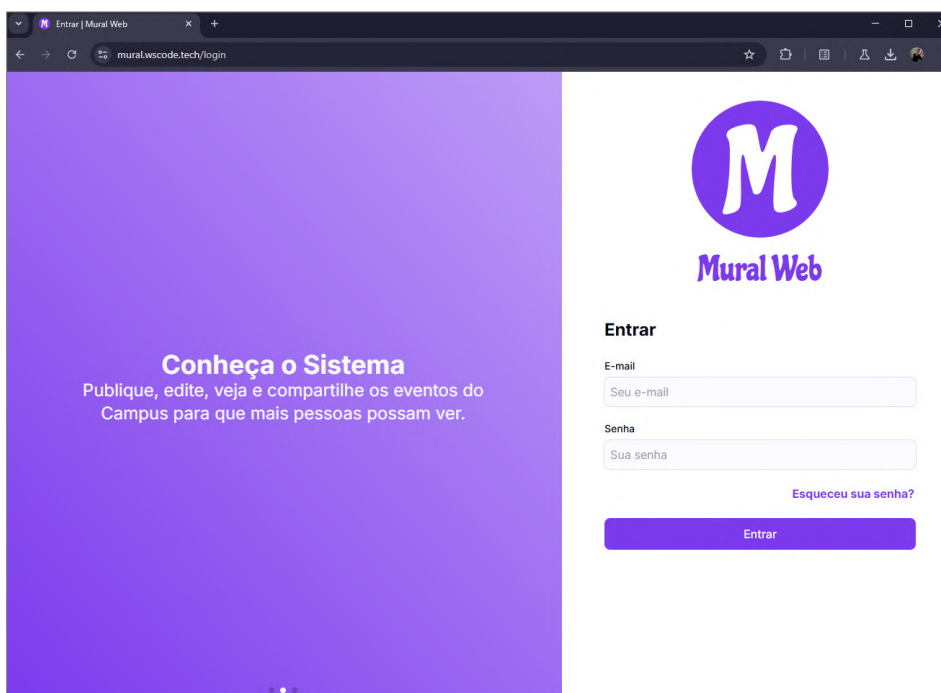 Entrar | Mural Web
mural.wscode.tech/login
Conheça o Sistema
Publique, edite, veja e compartilhe os eventos do
Campus para que mais pessoas possam ver.
M
Mural Web
Entrar
E-mail
Seu e-mail
Senha
Sua senha
Esqueceu sua senha?
Entrar